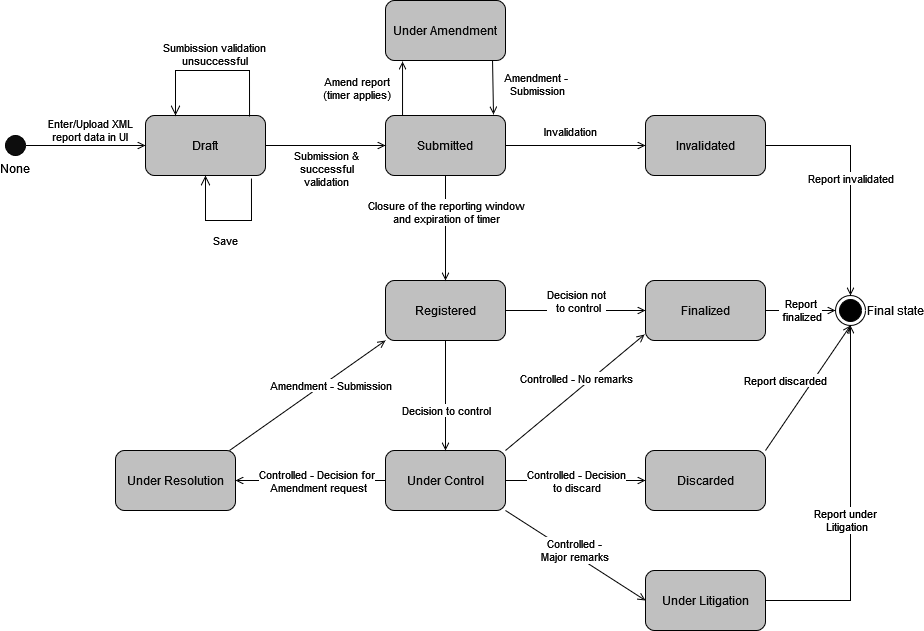 Under Amendment
Sumbission validation
unsuccessful
Amend report
(timer applies)
Amendment -
Submission
Enter/Upload XML
report data in UI
None
Draft
Submission &
successful
validation
Submitted
Invalidation
Invalidated
Report invalidated
Save
Closure of the reporting window
and expiration of timer
Registered
Decision not
to control
Finalized
Report
finalized
Final state
Amendment - Submission
Decision to control
Controlled - No remarks
Report discarded
Under Resolution
Controlled - Decision for
Amendment request
Under Control
Controlled - Decision
to discard
Discarded
Report under
Litigation
Controlled -
Major remarks
Under Litigation